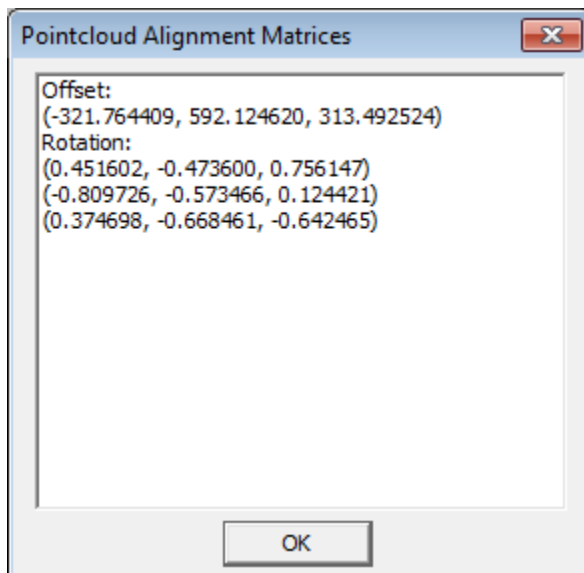 Pointcloud Alignment Matrices
Offset:
(-321.764409, 592.124620, 313.492524)
Rotation:
(0.451602, -0.473600, 0.756147)
(-0.809726, -0.573466, 0.124421)
(0.374698, -0.668461, -0.642465)
OK